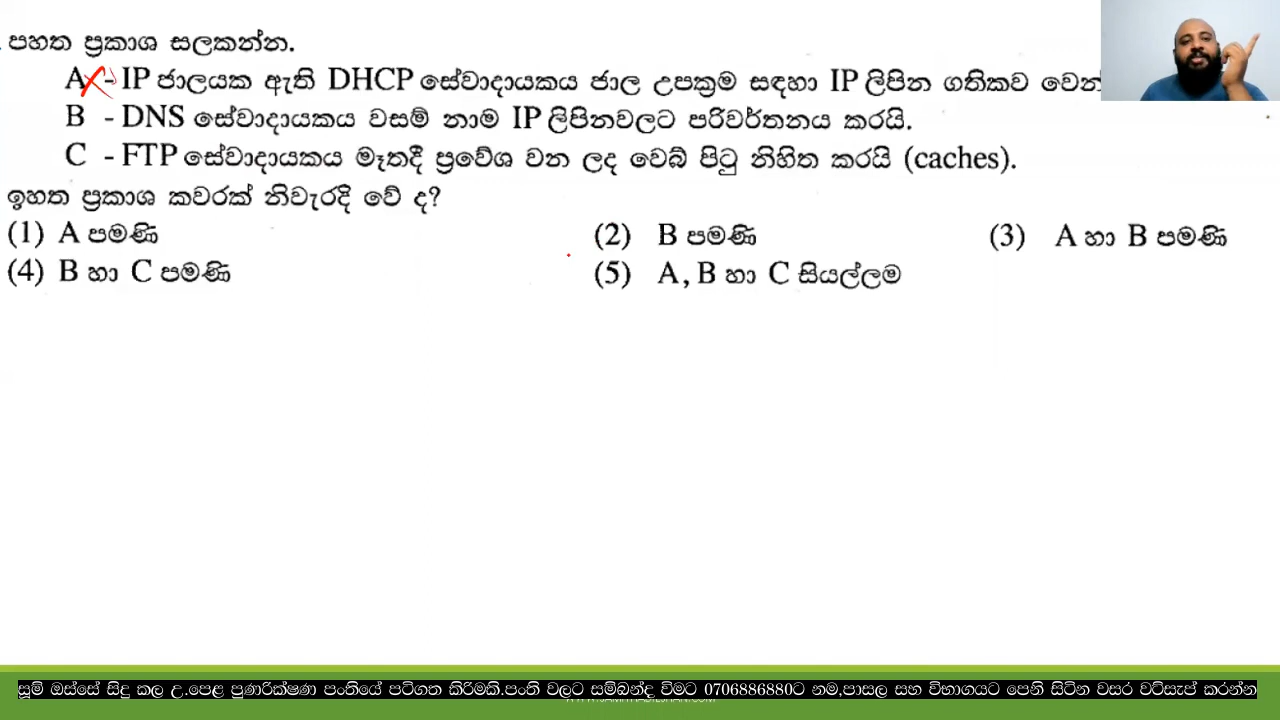 පහත ප්‍රකාශ සලකන්න.
A - IP ජාලයක ඇති DHCP සේවාදායකය ජාල උපක්‍රම සඳහා IP ලිපින ගතිකව වෙන්
B - DNS සේවාදායකය වසම් නාම IP ලිපිනවලට පරිවර්තනය කරයි.
C - FTP සේවාදායකය මෑතදී ප්‍රවේශ වන ලද වෙබ් පිටු නිහිත කරයි (caches).
ඉහත ප්‍රකාශ කවරක් නිවැරදි වේ ද?
(1) A පමණි (2) B පමණි (3) A හා B පමණි
(4) B හා C පමණි (5) A, B හා C සියල්ලම
සූම් ඔස්සේ සිදු කල උ.පෙළ පුණරීක්ෂණ පංතියේ පටිගත කිරිමකි.පංති වලට සම්බන්ද විමට 0706886880ට නම,පාසල සහ විභාගයට පෙනි සිටින වසර වට්සැප් කරන්න